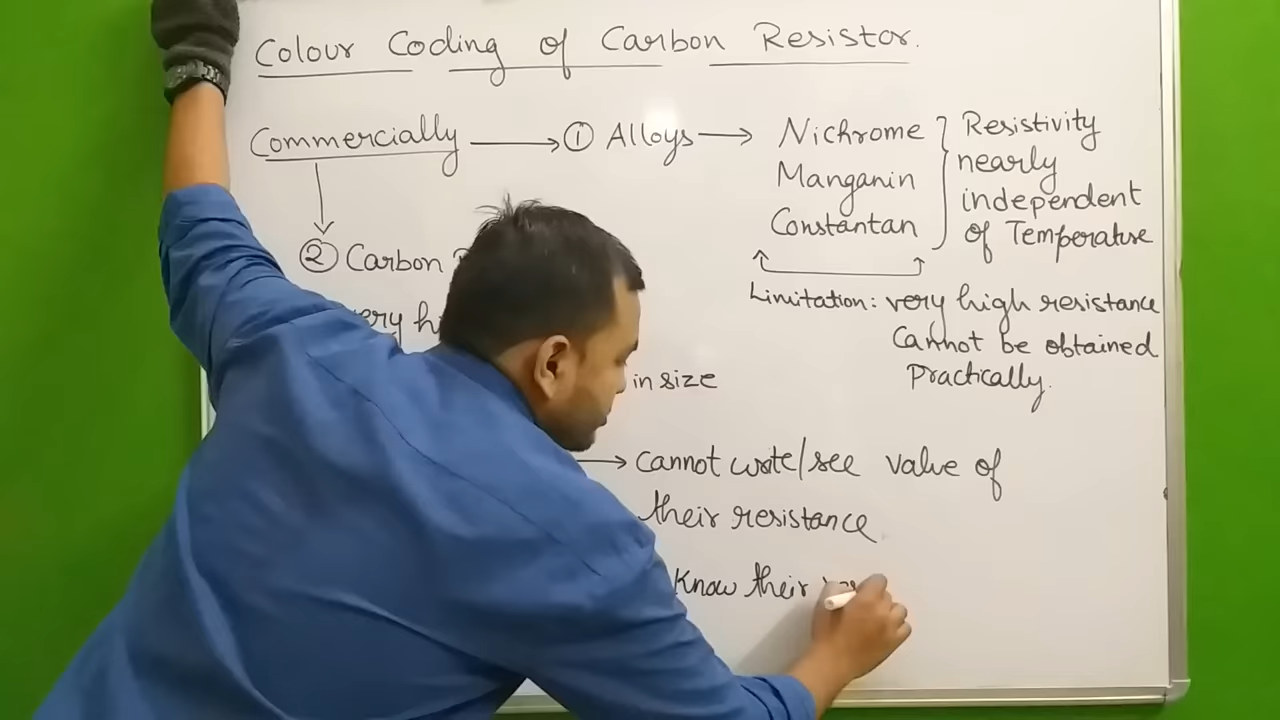 Colour Coding of Carbon Resistor.
Commercially → ① Alloys → Nichrome
Manganin
Constantan
Resistivity
nearly
independent
of Temperature
② Carbon
Limitation: very high resistance
Cannot be obtained
Practically.
in size
→ cannot write/see value of
their resistance
Know their